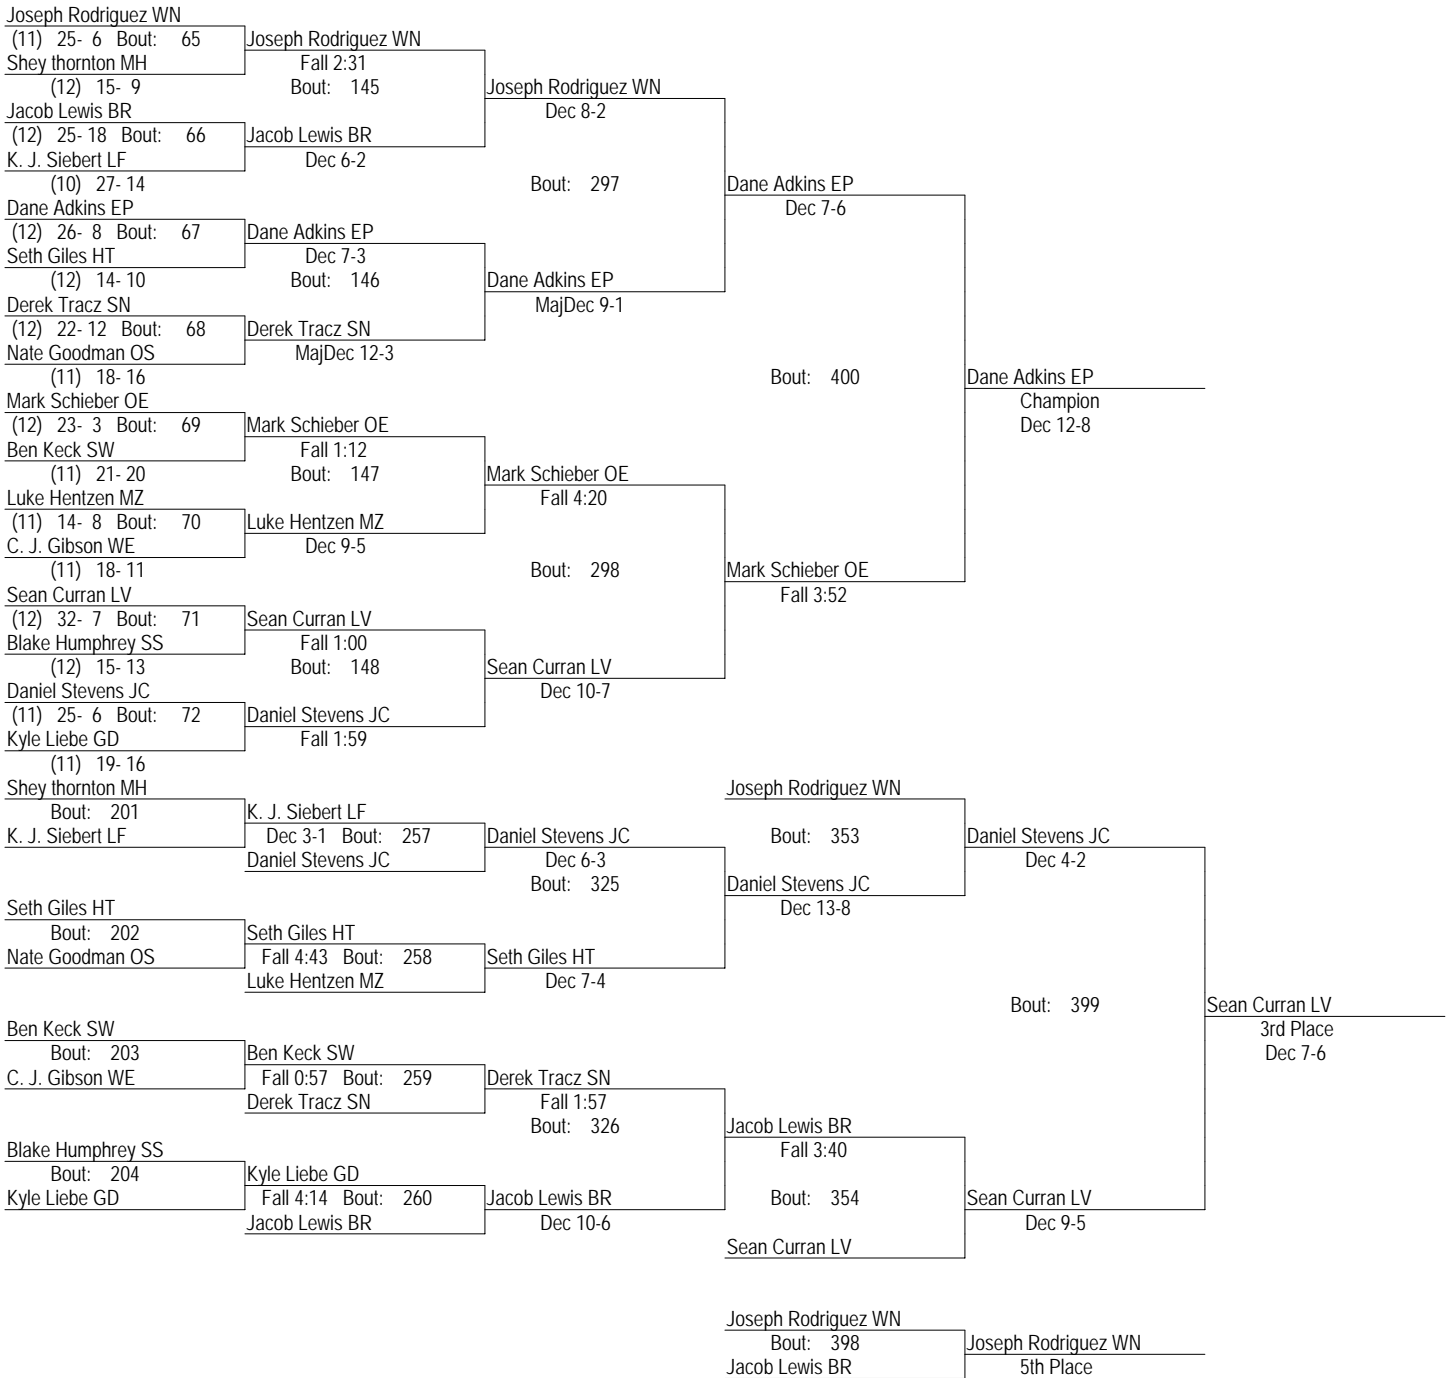 Joseph Rodriguez WN
(11) 25- 6 Bout: 65
Shey thornton MH
(12) 15- 9
Jacob Lewis BR
(12) 25- 18 Bout: 66
K. J. Siebert LF
(10) 27- 14
Dane Adkins EP
(12) 26- 8 Bout: 67
Seth Giles HT
(12) 14- 10
Derek Tracz SN
(12) 22- 12 Bout: 68
Nate Goodman OS
(11) 18- 16
Mark Schieber OE
(12) 23- 3 Bout: 69
Ben Keck SW
(11) 21- 20
Luke Hentzen MZ
(11) 14- 8 Bout: 70
C. J. Gibson WE
(11) 18- 11
Sean Curran LV
(12) 32- 7 Bout: 71
Blake Humphrey SS
(12) 15- 13
Daniel Stevens JC
(11) 25- 6 Bout: 72
Kyle Liebe GD
(11) 19- 16
Joseph Rodriguez WN
Fall 2:31
Bout: 145
Jacob Lewis BR
Dec 6-2
Dane Adkins EP
Dec 7-3
Bout: 146
Derek Tracz SN
MajDec 12-3
Mark Schieber OE
Fall 1:12
Bout: 147
Luke Hentzen MZ
Dec 9-5
Sean Curran LV
Fall 1:00
Bout: 148
Daniel Stevens JC
Fall 1:59
Joseph Rodriguez WN
Dec 8-2
Bout: 297
Dane Adkins EP
MajDec 9-1
Mark Schieber OE
Fall 4:20
Bout: 298
Sean Curran LV
Dec 10-7
Dane Adkins EP
Dec 7-6
Bout: 400
Mark Schieber OE
Fall 3:52
Dane Adkins EP
Champion
Dec 12-8
Shey thornton MH
Bout: 201
K. J. Siebert LF
Seth Giles HT
Bout: 202
Nate Goodman OS
Ben Keck SW
Bout: 203
C. J. Gibson WE
Blake Humphrey SS
Bout: 204
Kyle Liebe GD
K. J. Siebert LF
Dec 3-1 Bout: 257
Daniel Stevens JC
Seth Giles HT
Fall 4:43 Bout: 258
Luke Hentzen MZ
Ben Keck SW
Fall 0:57 Bout: 259
Derek Tracz SN
Kyle Liebe GD
Fall 4:14 Bout: 260
Jacob Lewis BR
Daniel Stevens JC
Dec 6-3
Bout: 325
Seth Giles HT
Dec 7-4
Derek Tracz SN
Fall 1:57
Bout: 326
Jacob Lewis BR
Dec 10-6
Joseph Rodriguez WN
Bout: 353
Daniel Stevens JC
Dec 13-8
Jacob Lewis BR
Fall 3:40
Bout: 354
Sean Curran LV
Daniel Stevens JC
Dec 4-2
Bout: 399
Sean Curran LV
Dec 9-5
Sean Curran LV
3rd Place
Dec 7-6
Joseph Rodriguez WN
Bout: 398
Jacob Lewis BR
Joseph Rodriguez WN
5th Place